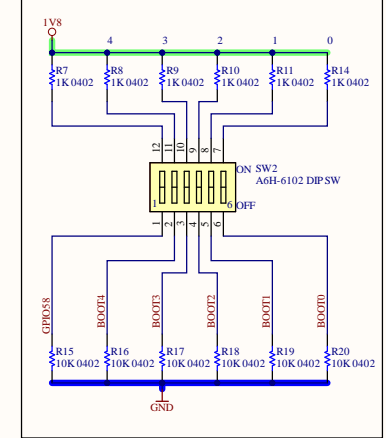 1V8
4 3 2 1 0
R7 R8 R9 R10 R11 R14
1K 0402 1K 0402 1K 0402 1K 0402 1K 0402 1K 0402
12 11 10 9 8 7
ON SW2
A6H-6102 DIPSW
1 6 OFF
1 2 3 4 5 6
GPIO58 BOOT4 BOOT3 BOOT2 BOOT1 BOOT0
R15 R16 R17 R18 R19 R20
10K 0402 10K 0402 10K 0402 10K 0402 10K 0402 10K 0402
GND